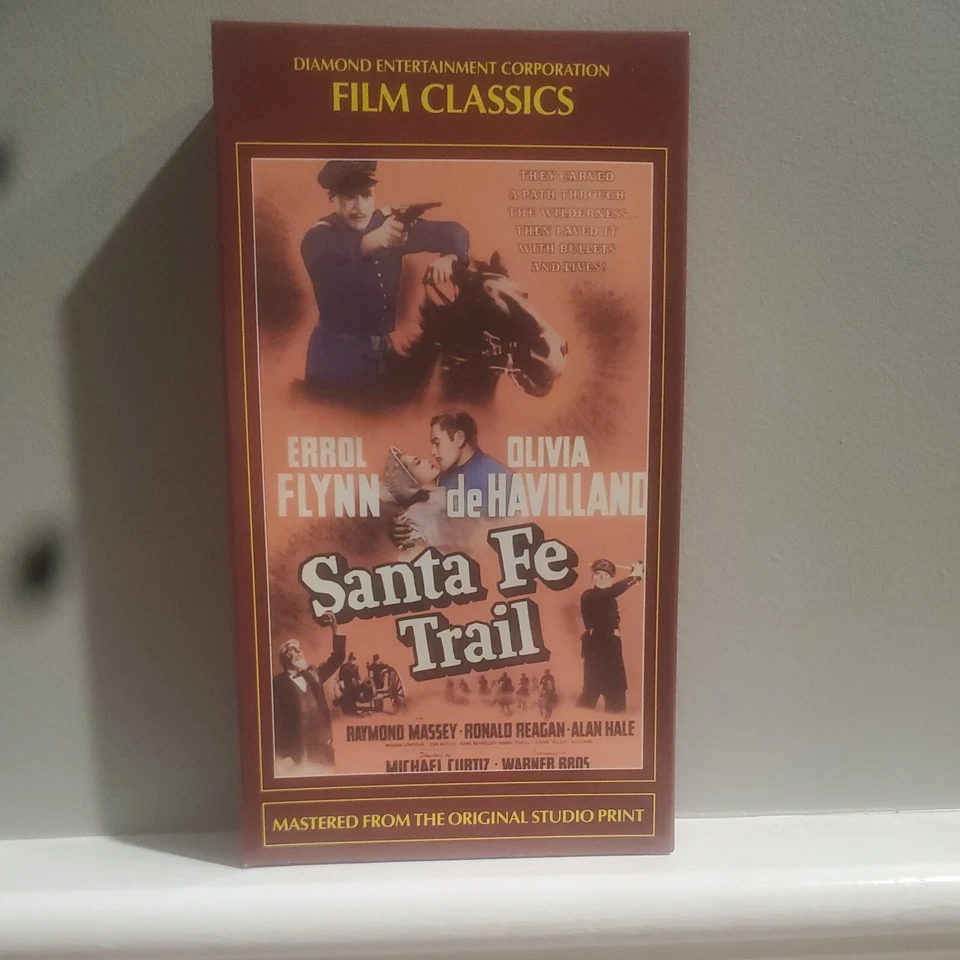 DIAMOND ENTERTAINMENT CORPORATION
FILM CLASSICS
THEY CARVED
A PATH THROUGH
THE WILDERNESS...
THEN PAVED IT
WITH BULLETS
AND LIVES!
ERROL
FLYNN
OLIVIA
de HAVILLAND
Santa Fe
Trail
RAYMOND MASSEY · RONALD REAGAN · ALAN HALE
MICHAEL CURTIZ · WARNER BROS
MASTERED FROM THE ORIGINAL STUDIO PRINT